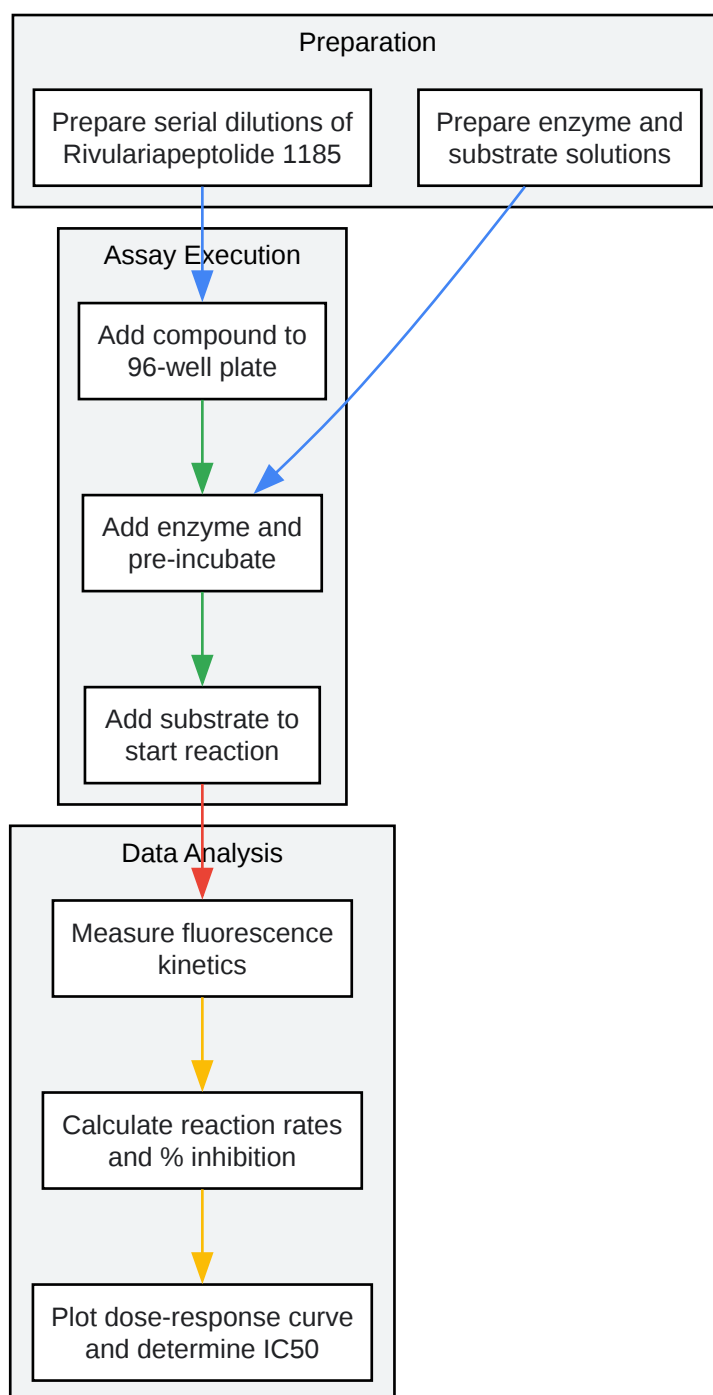 Preparation
Prepare serial dilutions of
Rivulariapeptolide 1185
Prepare enzyme and
substrate solutions
Assay Execution
Add compound to
96-well plate
Add enzyme and
pre-incubate
Add substrate to
start reaction
Data Analysis
Measure fluorescence
kinetics
Calculate reaction rates
and % inhibition
Plot dose-response curve
and determine IC50